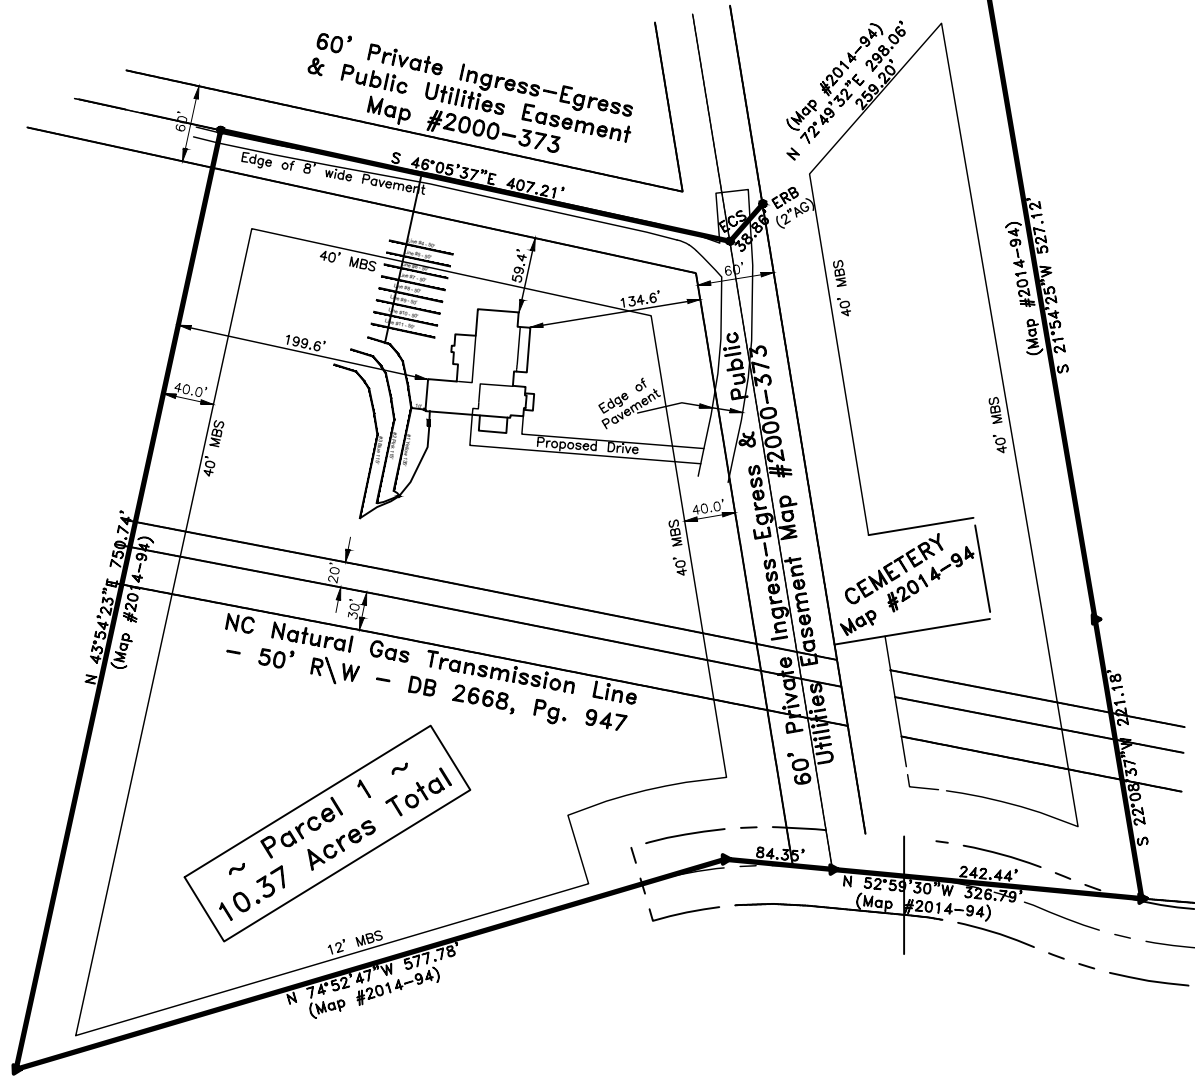 60' Private Ingress-Egress
& Public Utilities Easement
Map #2000-373
60'
S 46°05'37"E 407.21'
Edge of 8' wide Pavement
(Map #2014-94)
N 72°49'32"E 298.06'
259.20'
ERB
(2"AG)
ECS
38.86'
60'
40' MBS
59.4'
134.6'
199.6'
40.0'
40' MBS
Edge of
Pavement
Proposed Drive
40.0'
40' MBS
60' Private Ingress-Egress & Public
Utilities Easement Map #2000-373
40' MBS
(Map #2014-94)
S 21°54'25"W 527.12'
40' MBS
CEMETERY
Map #2014-94
N 43°54'23"E 750.74'
(Map #2014-94)
20'
30'
NC Natural Gas Transmission Line
- 50' R\W - DB 2668, Pg. 947
S 22°08'37"W 221.18'
~ Parcel 1 ~
10.37 Acres Total
12' MBS
N 74°52'47"W 577.78'
(Map #2014-94)
84.35'
242.44'
N 52°59'30"W 326.79'
(Map #2014-94)